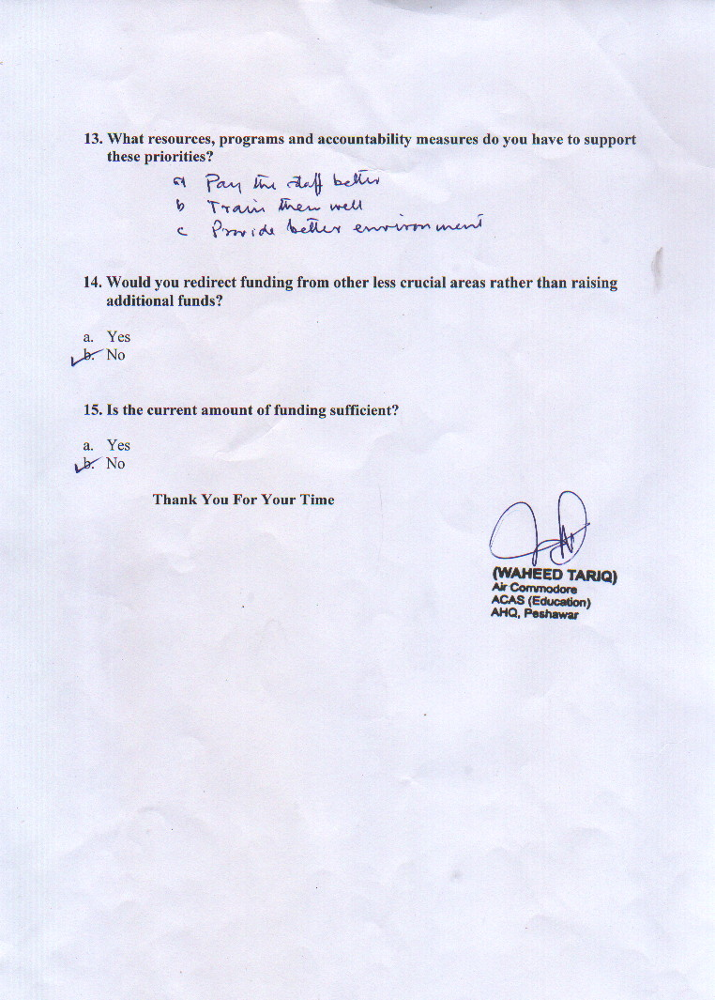 13. What resources, programs and accountability measures do you have to support
these priorities?
a Pay the staff better
b Train them well
c Provide better environment
14. Would you redirect funding from other less crucial areas rather than raising
additional funds?
a. Yes
b. No
15. Is the current amount of funding sufficient?
a. Yes
b. No
Thank You For Your Time
(WAHEED TARIQ)
Air Commodore
ACAS (Education)
AHQ, Peshawar